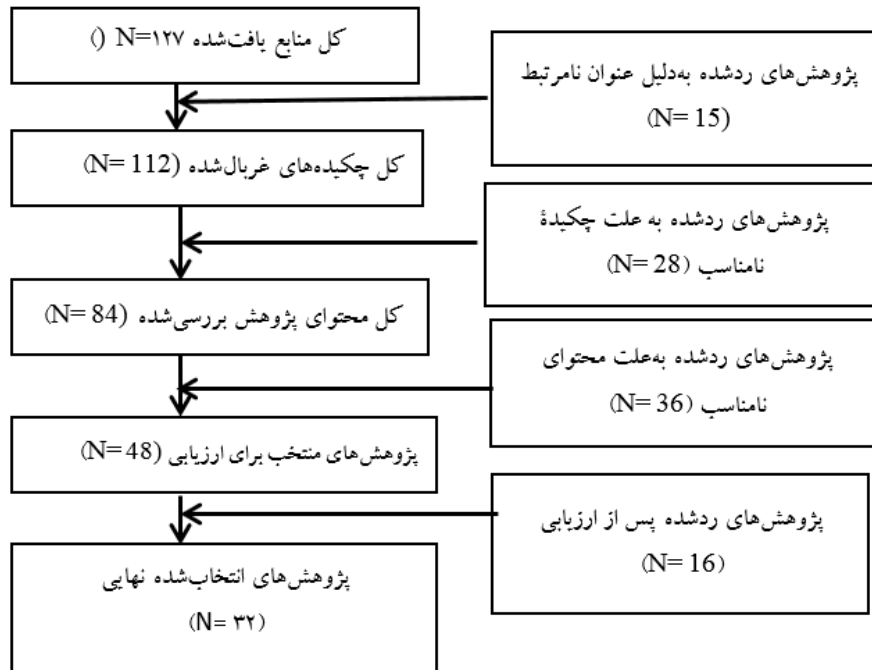 کل منابع یافت‌شده N=۱۲۷ ()
پژوهش‌های ردشده به‌دلیل عنوان نامرتبط
(N= 15)
کل چکیده‌های غربال‌شده (N= 112)
پژوهش‌های ردشده به علت چکیدۀ
نامناسب (N= 28)
کل محتوای پژوهش بررسی‌شده (N= 84)
پژوهش‌های ردشده به‌علت محتوای
نامناسب (N= 36)
پژوهش‌های منتخب برای ارزیابی (N= 48)
پژوهش‌های ردشده پس از ارزیابی
(N= 16)
پژوهش‌های انتخاب‌شده نهایی
(N= ۳۲)